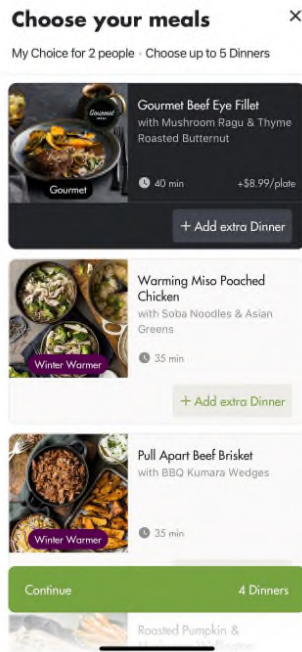 Choose your meals
×
My Choice for 2 people · Choose up to 5 Dinners
Gourmet
Gourmet
Gourmet Beef Eye Fillet
with Mushroom Ragu & Thyme
Roasted Butternut
40 min
+$8.99/plate
+ Add extra Dinner
Winter Warmer
Warming Miso Poached
Chicken
with Soba Noodles & Asian
Greens
35 min
+ Add extra Dinner
Winter Warmer
Pull Apart Beef Brisket
with BBQ Kumara Wedges
35 min
Continue
4 Dinners
Roasted Pumpkin &